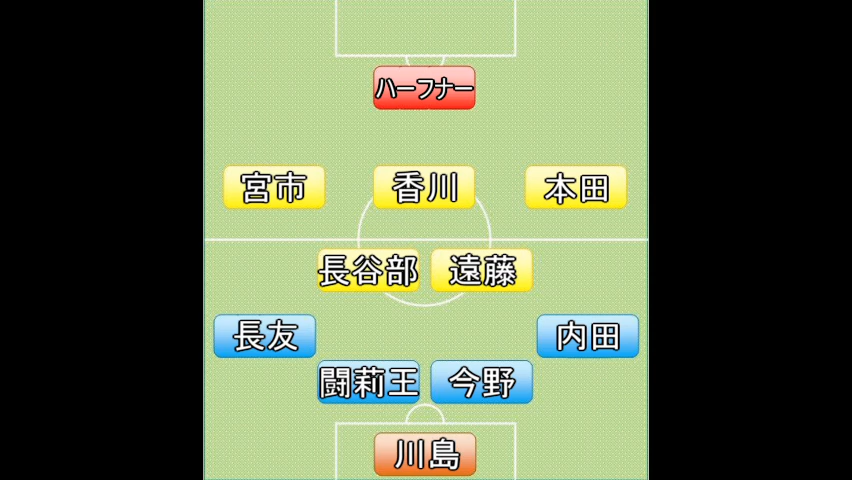 ハーフナー
宮市 香川 本田
長谷部 遠藤
長友 内田
闘莉王 今野
川島